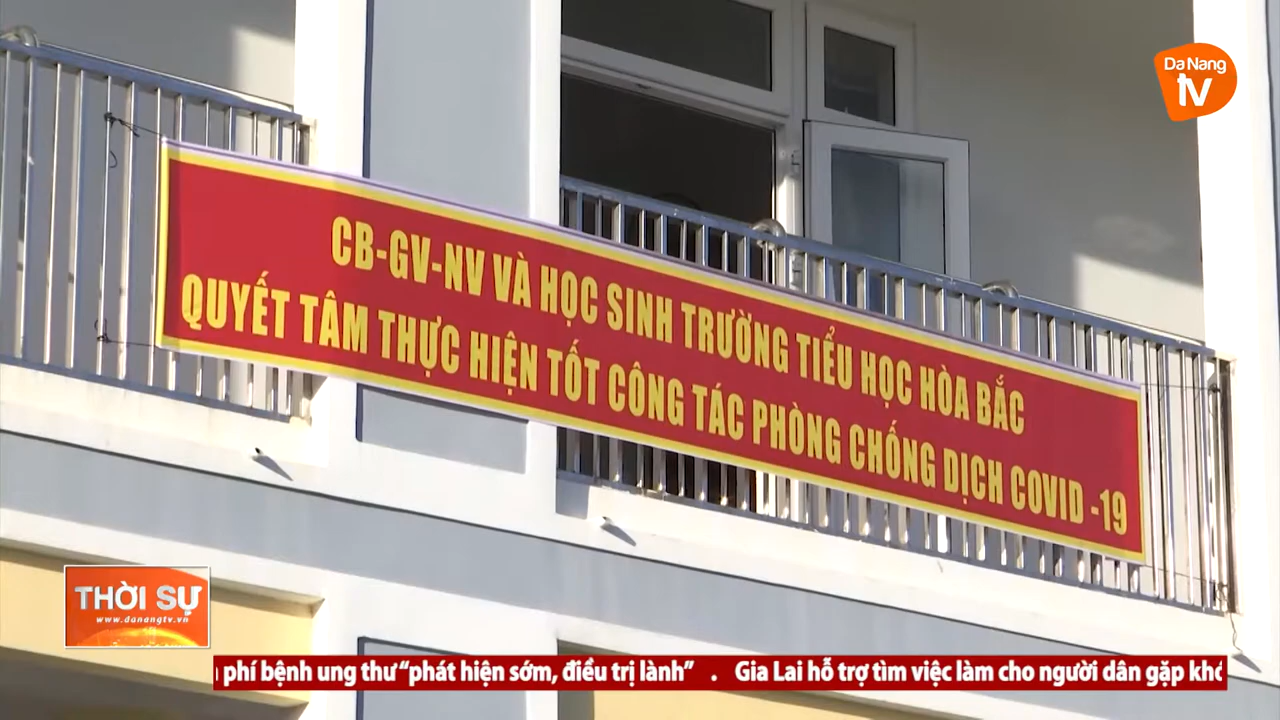 Da Nang
tv
CB-GV-NV VÀ HỌC SINH TRƯỜNG TIỂU HỌC HÒA BẮC
QUYẾT TÂM THỰC HIỆN TỐT CÔNG TÁC PHÒNG CHỐNG DỊCH COVID -19
THỜI SỰ
www.danangtv.vn
phí bệnh ung thư “phát hiện sớm, điều trị lành” . Gia Lai hỗ trợ tìm việc làm cho người dân gặp